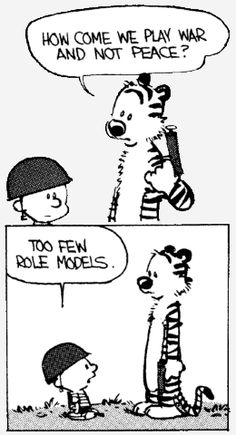 HOW COME WE PLAY WAR
AND NOT PEACE?
TOO FEW
ROLE MODELS.